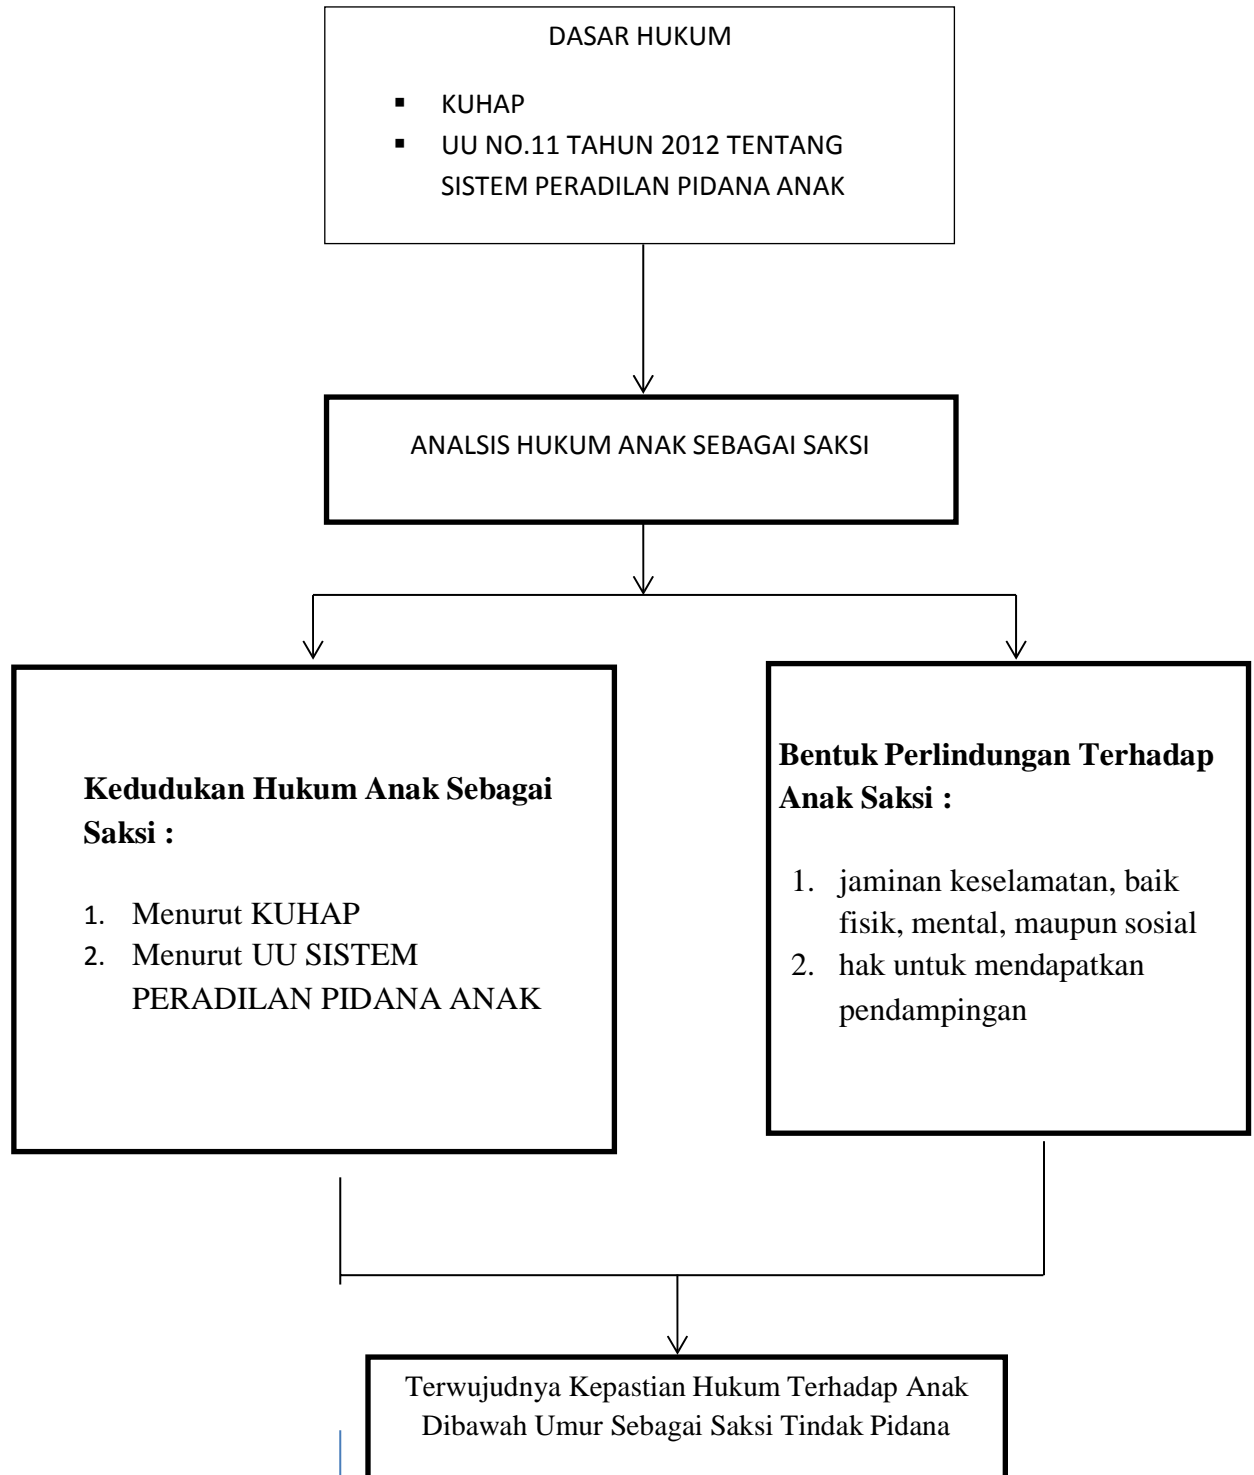 DASAR HUKUM
▪ KUHAP
▪ UU NO.11 TAHUN 2012 TENTANG
SISTEM PERADILAN PIDANA ANAK
ANALSIS HUKUM ANAK SEBAGAI SAKSI
Kedudukan Hukum Anak Sebagai
Saksi :
1. Menurut KUHAP
2. Menurut UU SISTEM
PERADILAN PIDANA ANAK
Bentuk Perlindungan Terhadap
Anak Saksi :
1. jaminan keselamatan, baik
fisik, mental, maupun sosial
2. hak untuk mendapatkan
pendampingan
Terwujudnya Kepastian Hukum Terhadap Anak
Dibawah Umur Sebagai Saksi Tindak Pidana